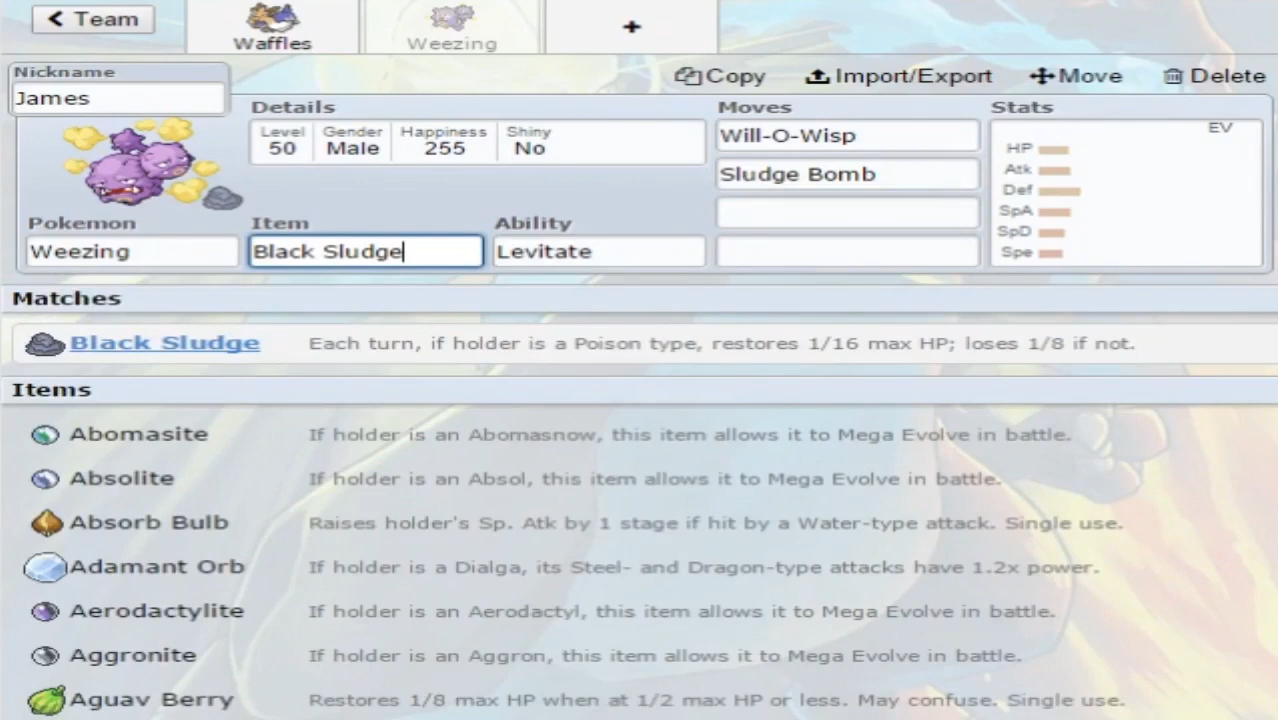 Team
Waffles
Weezing
+
Nickname
James
Copy
Import/Export
Move
Delete
Details
Level
50
Gender
Male
Happiness
255
Shiny
No
Moves
Will-O-Wisp
Sludge Bomb
Stats
EV
HP
Atk
Def
SpA
SpD
Spe
Pokemon
Weezing
Item
Black Sludge
Ability
Levitate
Matches
Black Sludge Each turn, if holder is a Poison type, restores 1/16 max HP; loses 1/8 if not.
Items
Abomasite If holder is an Abomasnow, this item allows it to Mega Evolve in battle.
Absolite If holder is an Absol, this item allows it to Mega Evolve in battle.
Absorb Bulb Raises holder's Sp. Atk by 1 stage if hit by a Water-type attack. Single use.
Adamant Orb If holder is a Dialga, its Steel- and Dragon-type attacks have 1.2x power.
Aerodactylite If holder is an Aerodactyl, this item allows it to Mega Evolve in battle.
Aggronite If holder is an Aggron, this item allows it to Mega Evolve in battle.
Aguav Berry Restores 1/8 max HP when at 1/2 max HP or less. May confuse. Single use.